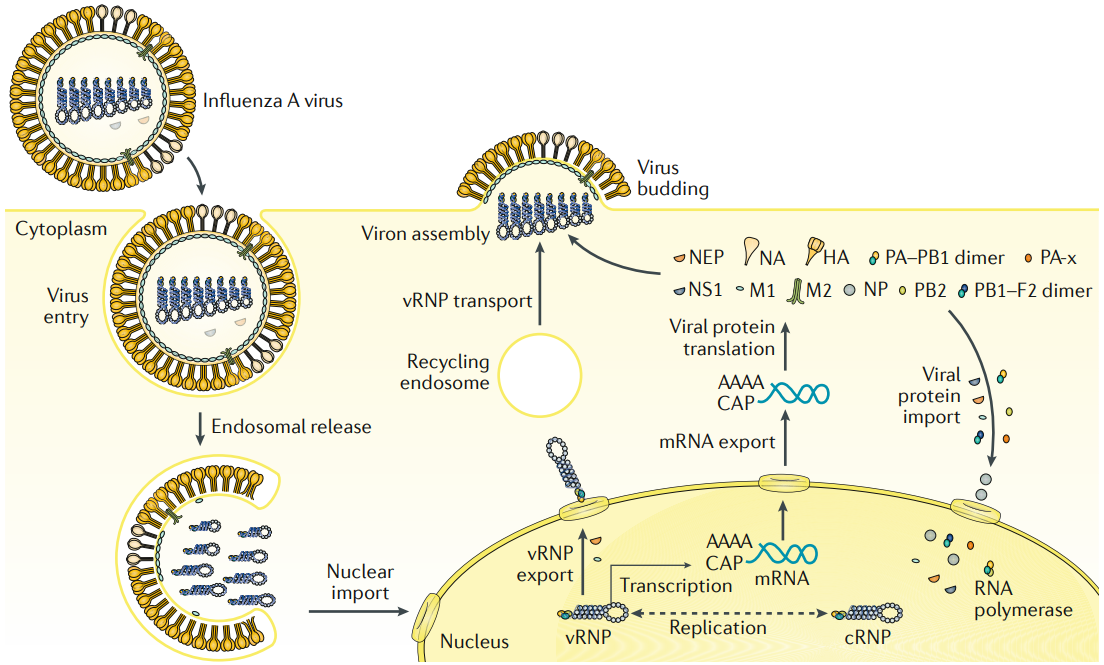 Influenza A virus
Cytoplasm
Virus
entry
Endosomal release
Nuclear
import
Virus
budding
Viron assembly
vRNP transport
Recycling
endosome
NEP
NA
HA
PA–PB1 dimer
PA-x
NS1
M1
M2
NP
PB2
PB1–F2 dimer
Viral protein
translation
AAAA
CAP
mRNA export
Viral
protein
import
vRNP
export
Transcription
AAAA
CAP
mRNA
RNA
polymerase
Nucleus
vRNP
Replication
cRNP